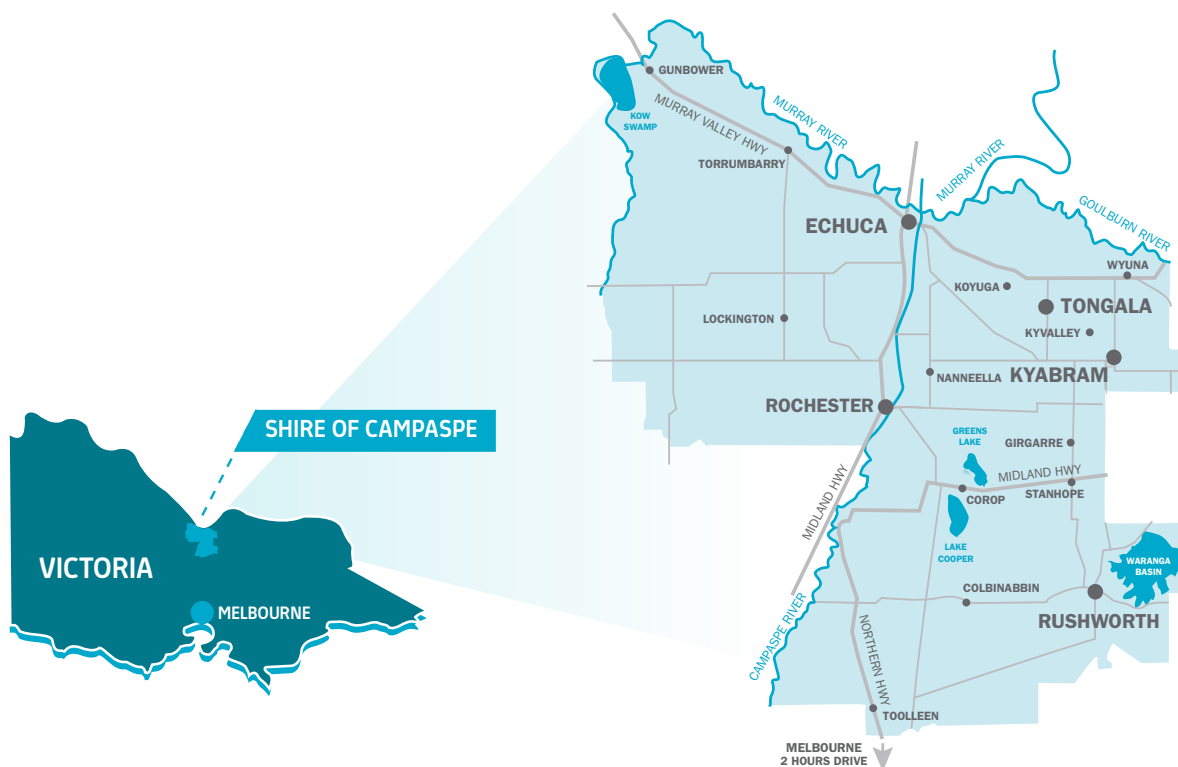 GUNBOWER
KOW
SWAMP
MURRAY VALLEY HWY
MURRAY RIVER
TORRUMBARRY
MURRAY RIVER
GOULBURN RIVER
ECHUCA
WYUNA
KOYUGA
TONGALA
LOCKINGTON
KYVALLEY
NANNEELLA
KYABRAM
ROCHESTER
SHIRE OF CAMPASPE
GREENS
LAKE
GIRGARRE
MIDLAND HWY
MIDLAND HWY
STANHOPE
COROP
LAKE
COOPER
WARANGA
BASIN
VICTORIA
COLBINABBIN
MELBOURNE
RUSHWORTH
CAMPASPE RIVER
NORTHERN HWY
TOOLLEEN
MELBOURNE
2 HOURS DRIVE